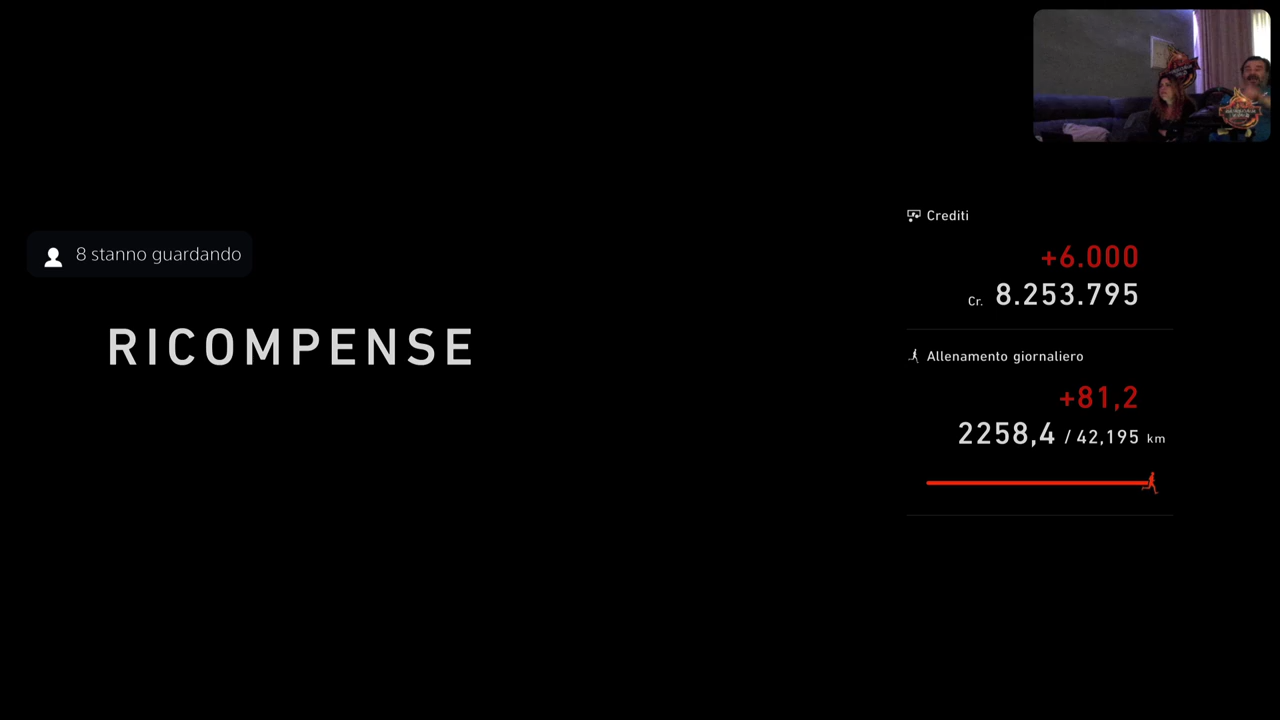 8 stanno guardando
RICOMPENSE
Crediti
+6.000
Cr. 8.253.795
Allenamento giornaliero
+81,2
2258,4 / 42,195 km